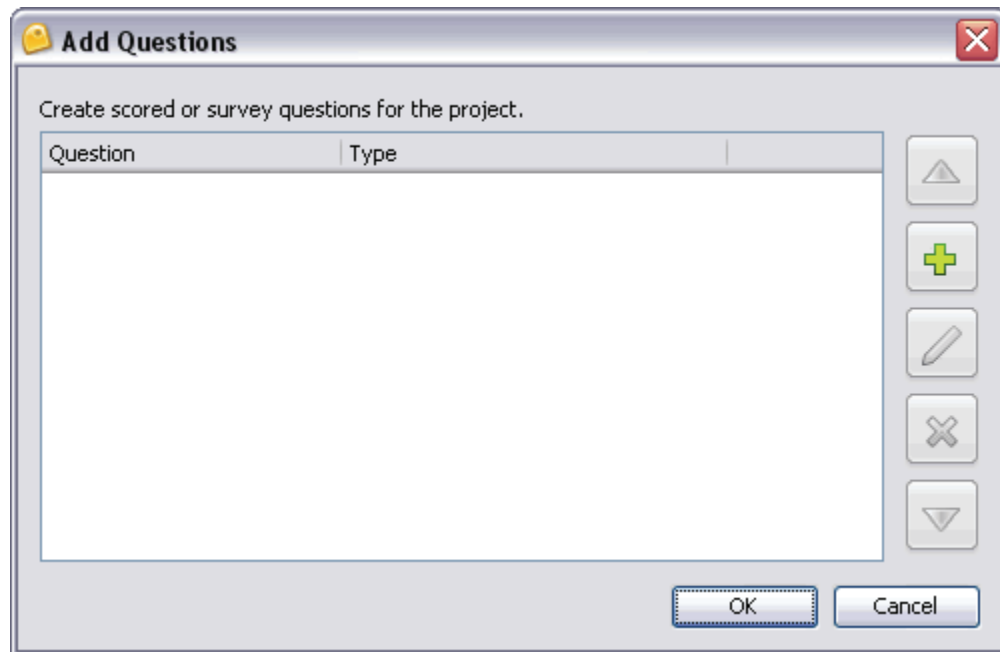 Add Questions
Create scored or survey questions for the project.
Question Type
OK Cancel